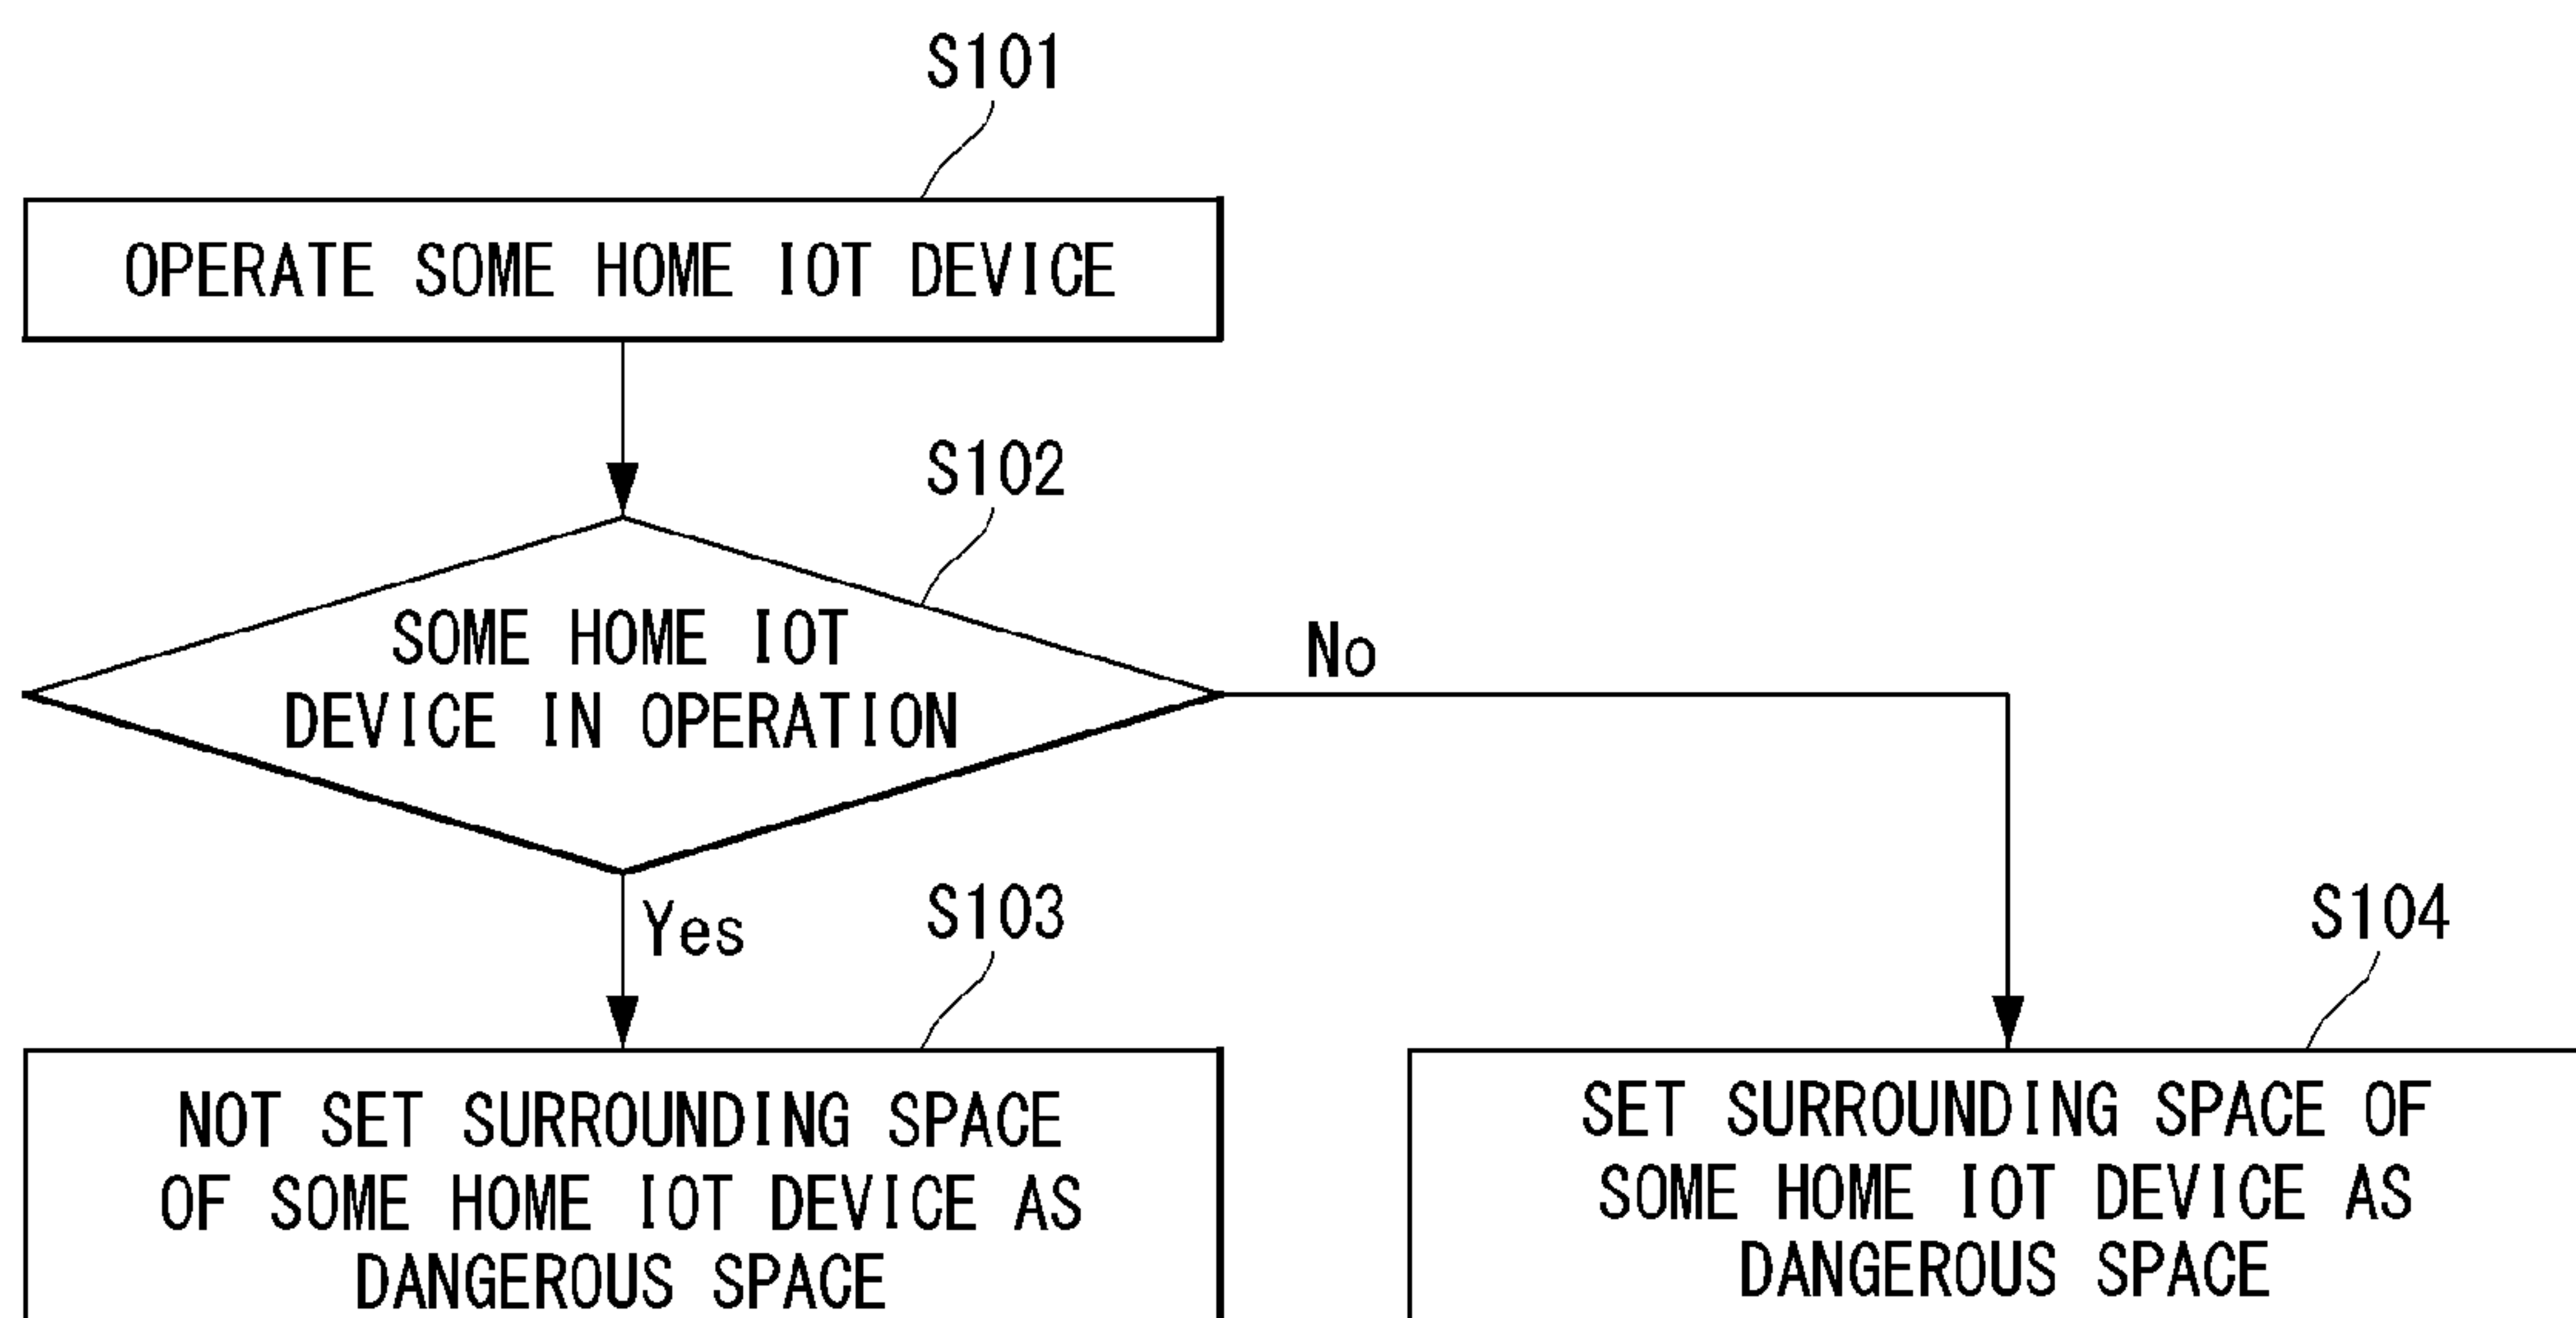 S101
OPERATE SOME HOME IOT DEVICE
S102
SOME HOME IOT
DEVICE IN OPERATION
No
Yes
S103
S104
NOT SET SURROUNDING SPACE
OF SOME HOME IOT DEVICE AS
DANGEROUS SPACE
SET SURROUNDING SPACE OF
SOME HOME IOT DEVICE AS
DANGEROUS SPACE